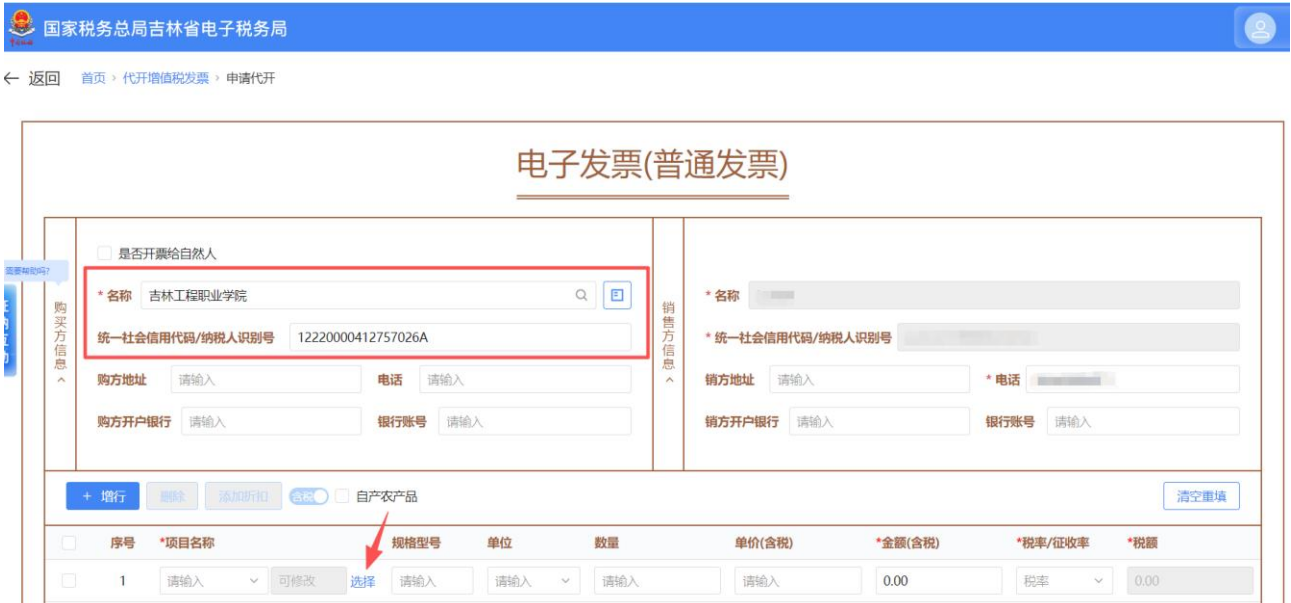 国家税务总局吉林省电子税务局
← 返回 首页 > 代开增值税发票 > 申请代开
电子发票(普通发票)
是否开票给自然人
需要帮助吗?
购买方信息
* 名称 吉林工程职业学院
统一社会信用代码/纳税人识别号 12220000412757026A
购方地址 请输入 电话 请输入
购方开户银行 请输入 银行账号 请输入
销售方信息
* 名称
* 统一社会信用代码/纳税人识别号
销方地址 请输入 * 电话
销方开户银行 请输入 银行账号 请输入
+ 增行 删除 添加折扣 含税 自产农产品 清空重填
序号 *项目名称 规格型号 单位 数量 单价(含税) *金额(含税) *税率/征收率 *税额
1 请输入 可修改 选择 请输入 请输入 请输入 请输入 0.00 税率 0.00